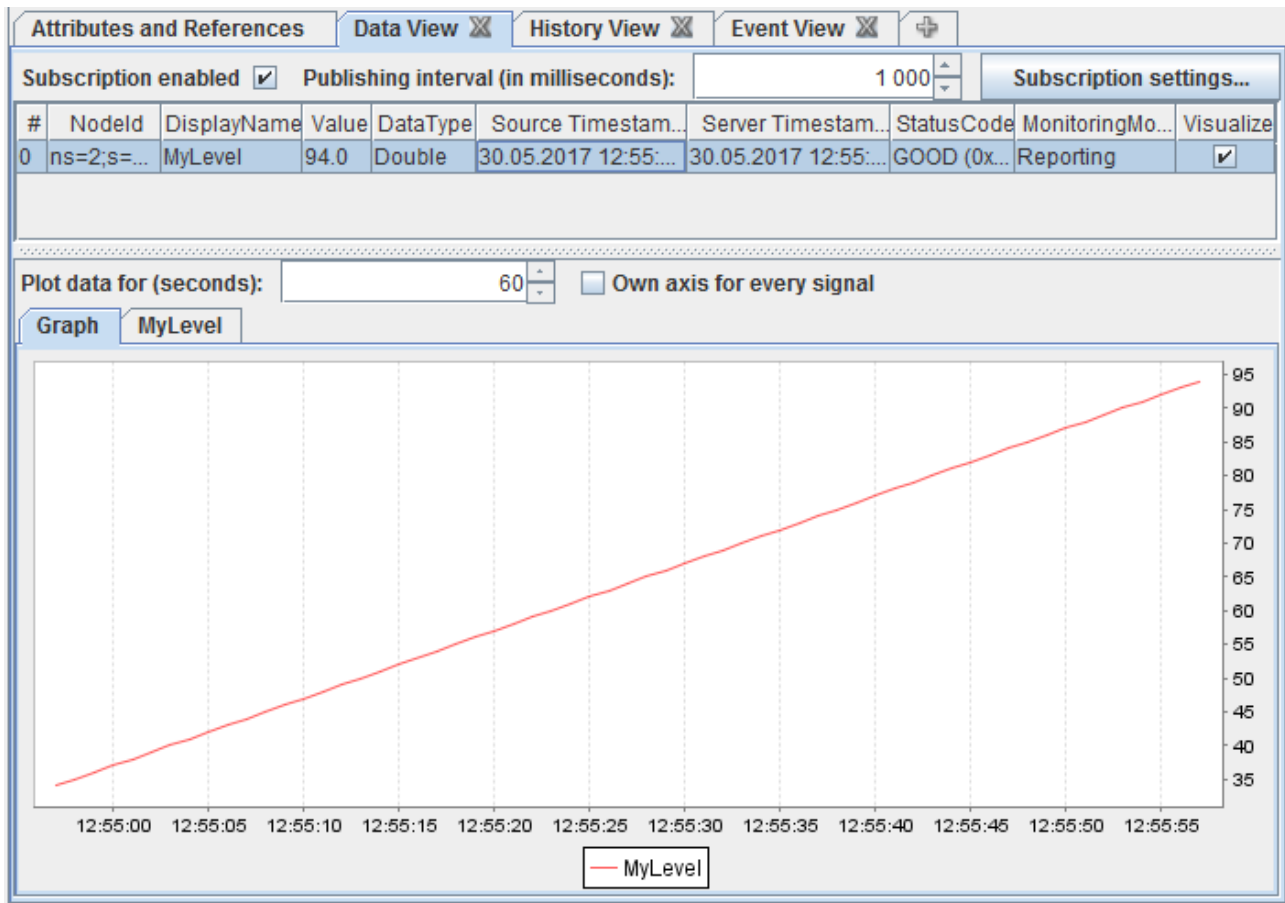 Attributes and References Data View History View Event View
Subscription enabled Publishing interval (in milliseconds): 1 000 Subscription settings...
# NodeId DisplayName Value DataType Source Timestam... Server Timestam... StatusCode MonitoringMo... Visualize
0 ns=2;s=... MyLevel 94.0 Double 30.05.2017 12:55:... 30.05.2017 12:55:... GOOD (0x... Reporting
Plot data for (seconds): 60 Own axis for every signal
Graph MyLevel
95
90
85
80
75
70
65
60
55
50
45
40
35
12:55:00 12:55:05 12:55:10 12:55:15 12:55:20 12:55:25 12:55:30 12:55:35 12:55:40 12:55:45 12:55:50 12:55:55
MyLevel